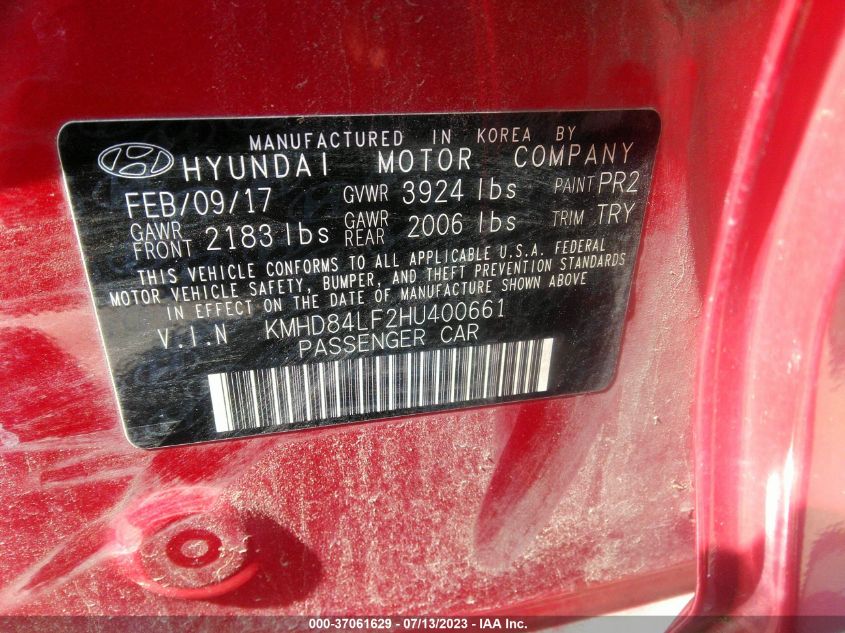 MANUFACTURED IN KOREA BY
HYUNDAI MOTOR COMPANY
FEB/09/17 GVWR 3924 lbs PAINT PR2
GAWR FRONT 2183 lbs GAWR REAR 2006 lbs TRIM TRY
THIS VEHICLE CONFORMS TO ALL APPLICABLE U.S.A. FEDERAL
MOTOR VEHICLE SAFETY, BUMPER, AND THEFT PREVENTION STANDARDS
IN EFFECT ON THE DATE OF MANUFACTURE SHOWN ABOVE
V.I.N KMHD84LF2HU400661
PASSENGER CAR
000-37061629 - 07/13/2023 - IAA Inc.